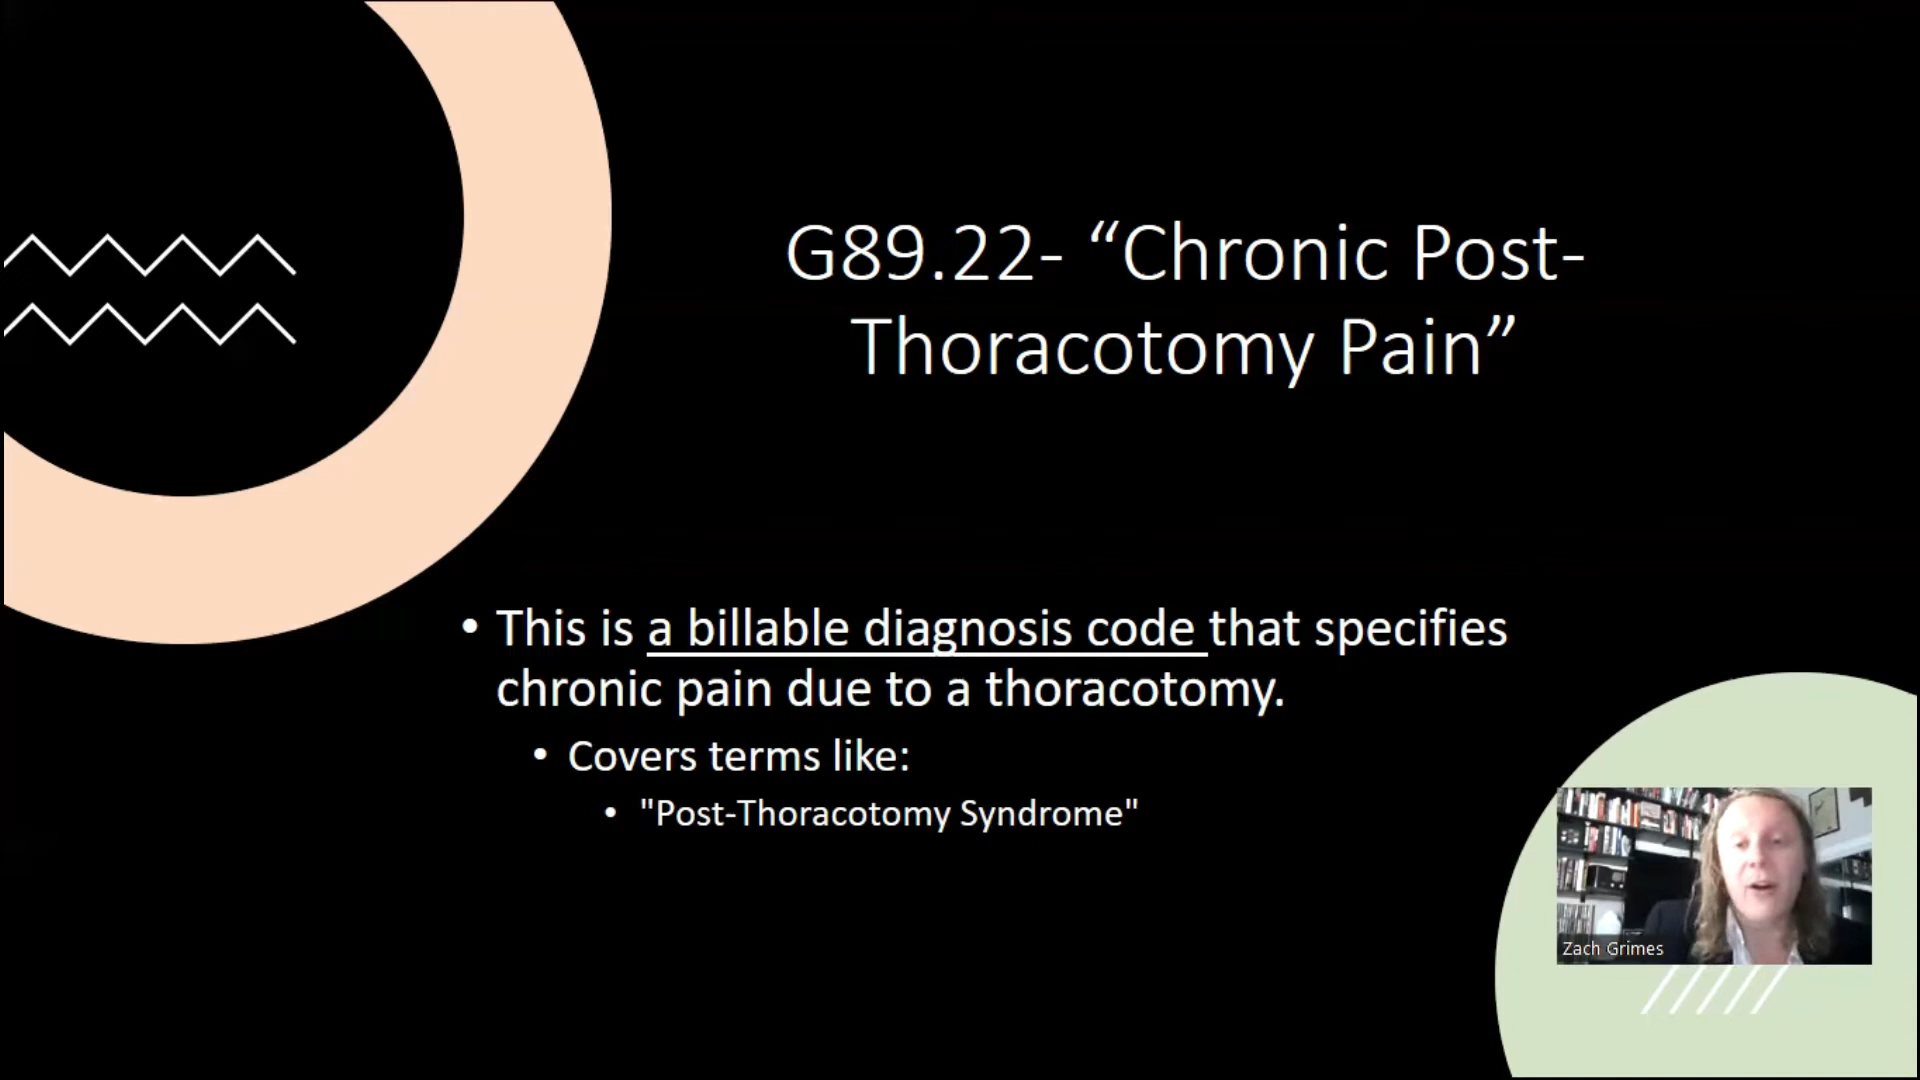 G89.22- “Chronic Post-
Thoracotomy Pain”
• This is a billable diagnosis code that specifies
chronic pain due to a thoracotomy.
• Covers terms like:
• "Post-Thoracotomy Syndrome"
Zach Grimes